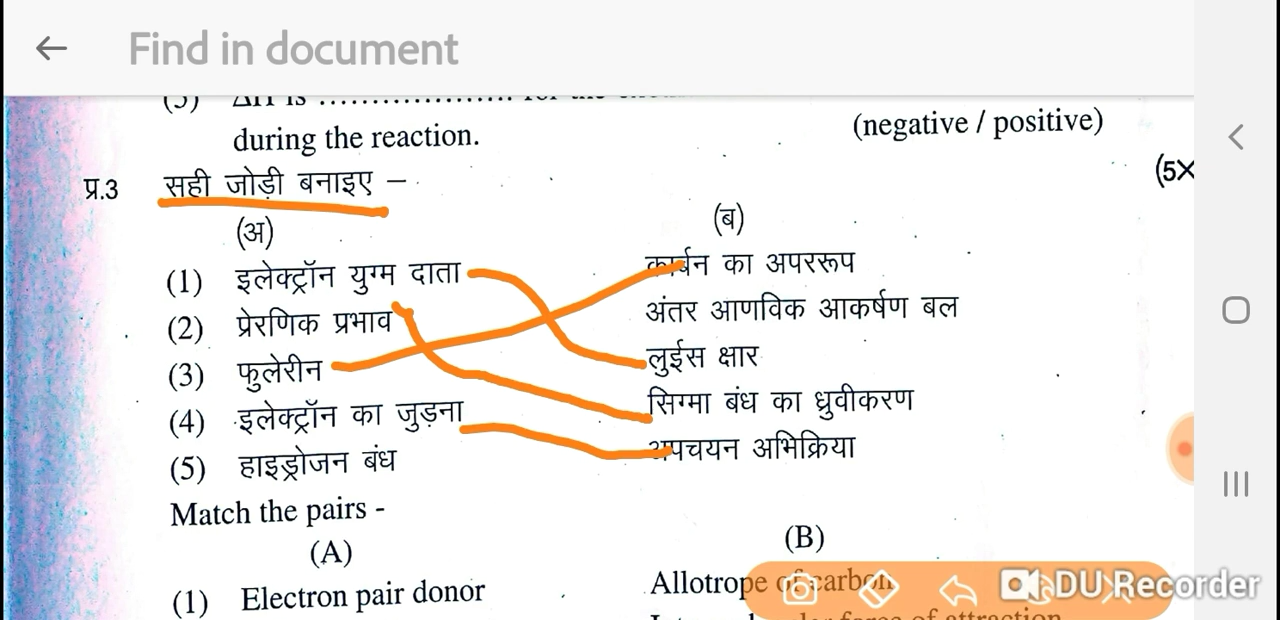 Find in document
during the reaction.
(negative / positive)
(5×
प्र.3 सही जोड़ी बनाइए –
(अ) (ब)
(1) इलेक्ट्रॉन युग्म दाता कार्बन का अपररूप
(2) प्रेरणिक प्रभाव अंतर आणविक आकर्षण बल
(3) फुलेरीन लुईस क्षार
(4) इलेक्ट्रॉन का जुड़ना सिग्मा बंध का ध्रुवीकरण
(5) हाइड्रोजन बंध अपचयन अभिक्रिया
Match the pairs -
(A) (B)
(1) Electron pair donor Allotrope of carbon
of attraction
DU Recorder